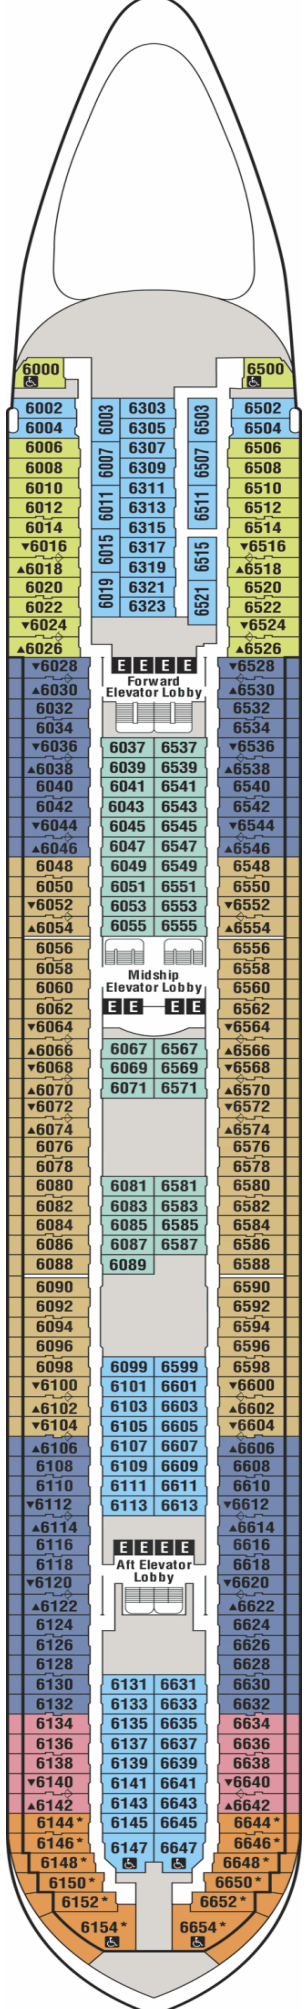 6000 6500
6002 6003 6303 6503 6502
6004 6305 6504
6006 6007 6307 6507 6506
6008 6309 6508
6010 6011 6311 6511 6510
6012 6313 6512
6014 6315 6514
▼6016 6015 6317 6515 ▼6516
▲6018 6319 ▲6518
6020 6019 6321 6521 6520
6022 6323 6522
▼6024 ▼6524
▲6026 ▲6526
▼6028 E E E E ▼6528
▲6030 Forward ▲6530
Elevator Lobby
6032 6532
6034 6534
▼6036 6037 6537 ▼6536
▲6038 6039 6539 ▲6538
6040 6041 6541 6540
6042 6043 6543 6542
▼6044 6045 6545 ▼6544
▲6046 6047 6547 ▲6546
6048 6049 6549 6548
6050 6051 6551 6550
▼6052 6053 6553 ▼6552
▲6054 6055 6555 ▲6554
6056 6556
6058 Midship 6558
6060 Elevator Lobby 6560
6062 E E E E 6562
▼6064 ▼6564
▲6066 6067 6567 ▲6566
▼6068 6069 6569 ▼6568
▲6070 6071 6571 ▲6570
▼6072 ▼6572
▲6074 ▲6574
6076 6576
6078 6578
6080 6081 6581 6580
6082 6083 6583 6582
6084 6085 6585 6584
6086 6087 6587 6586
6088 6089 6588
6090 6590
6092 6592
6094 6594
6096 6596
6098 6099 6599 6598
▼6100 6101 6601 ▼6600
▲6102 6103 6603 ▲6602
▼6104 6105 6605 ▼6604
▲6106 6107 6607 ▲6606
6108 6109 6609 6608
6110 6111 6611 6610
▼6112 6113 6613 ▼6612
▲6114 ▲6614
6116 E E E E 6616
6118 Aft Elevator 6618
▼6120 Lobby ▼6620
▲6122 ▲6622
6124 6624
6126 6626
6128 6628
6130 6131 6631 6630
6132 6133 6633 6632
6134 6135 6635 6634
6136 6137 6637 6636
6138 6139 6639 6638
▼6140 6141 6641 ▼6640
▲6142 6143 6643 ▲6642
6144* 6145 6645 6644*
6146* 6147 6647 6646*
6148* 6648*
6150* 6650*
6152* 6652*
6154* 6654*